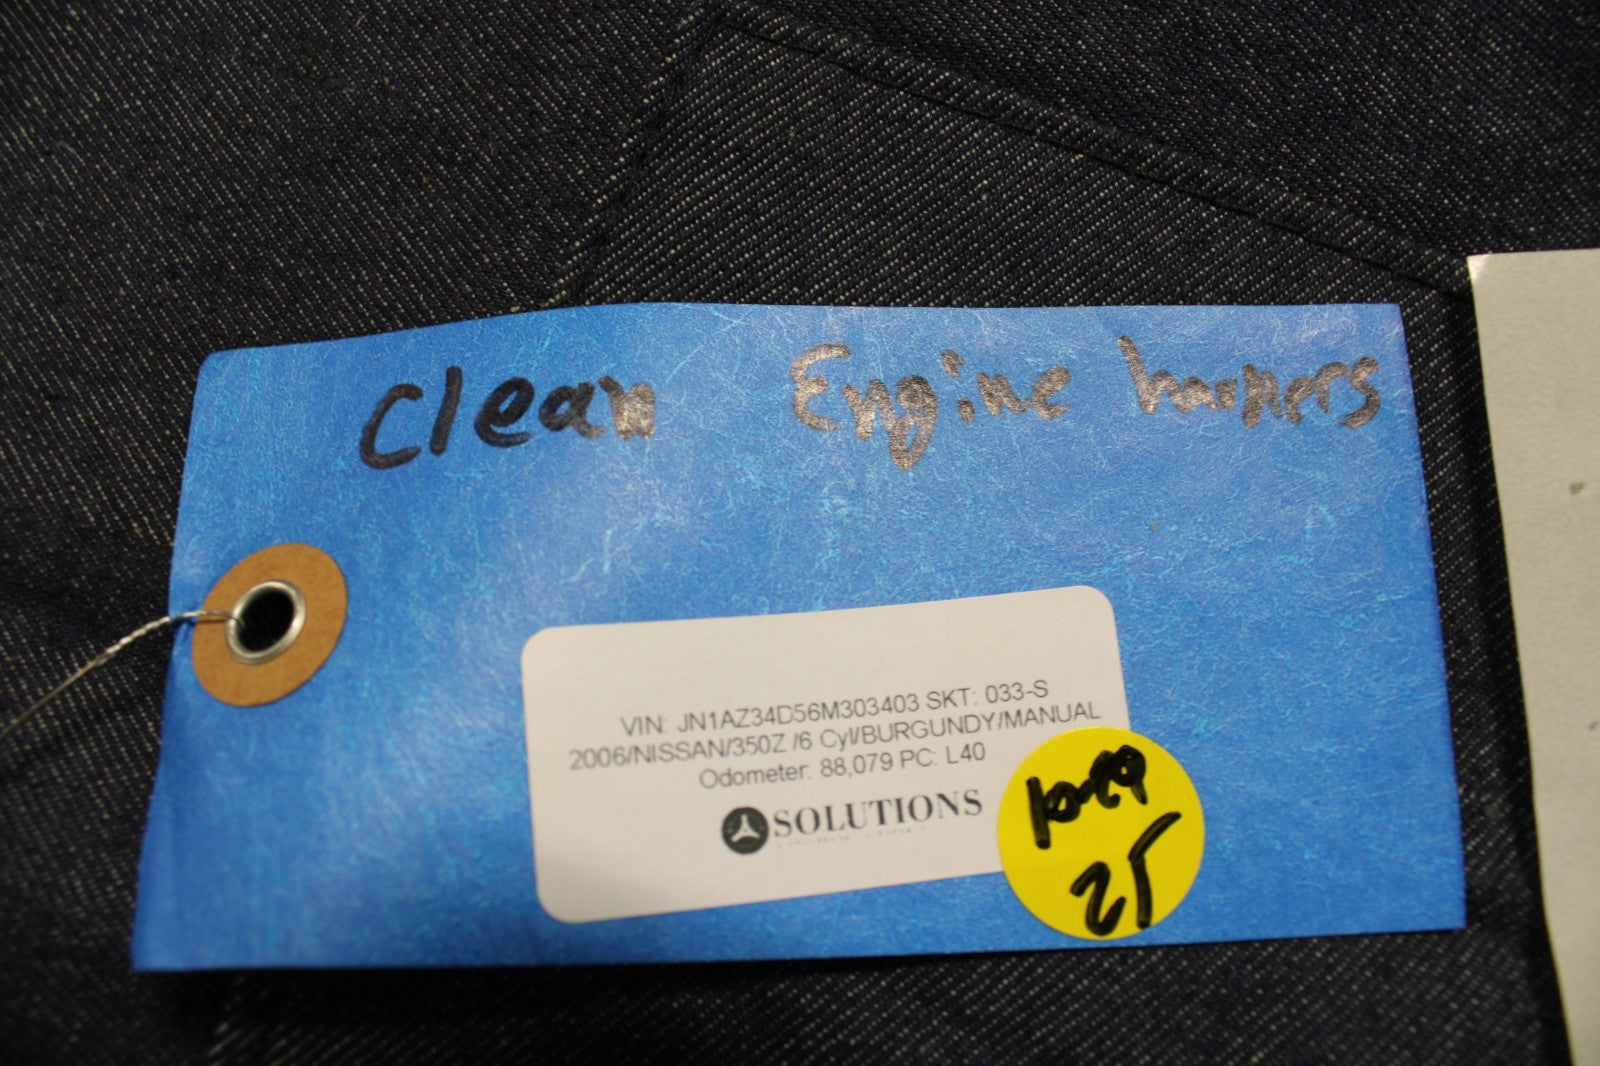 Clean Engine harness
VIN: JN1AZ34D56M303403 SKT: 033-S
2006/NISSAN/350Z /6 Cyl/BURGUNDY/MANUAL
Odometer: 88,079 PC: L40
SOLUTIONS
10-29
25